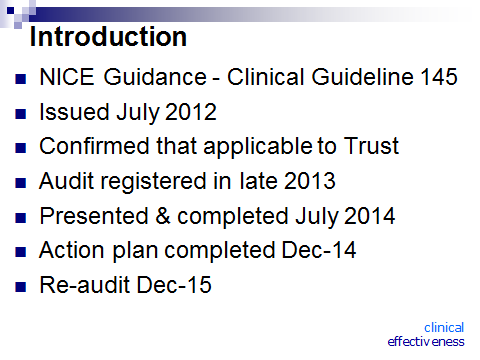 Introduction
NICE Guidance - Clinical Guideline 145
Issued July 2012
Confirmed that applicable to Trust
Audit registered in late 2013
Presented & completed July 2014
Action plan completed Dec-14
Re-audit Dec-15
clinical
effectiveness